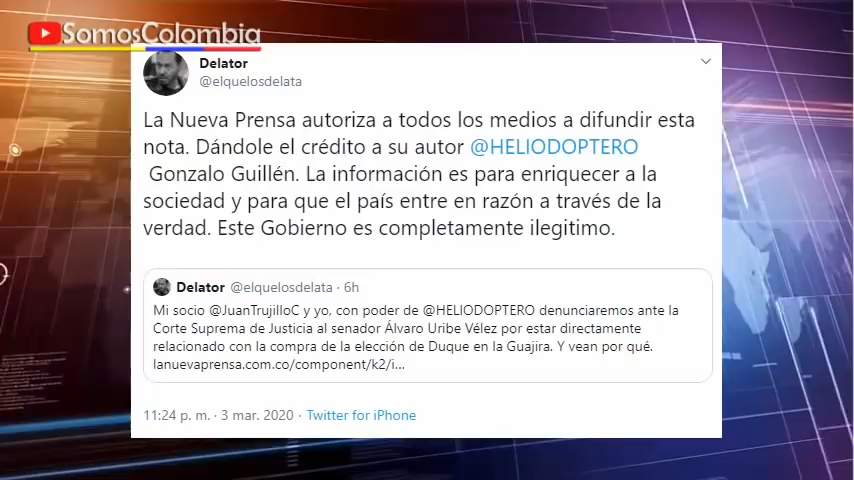 SomosColombia
Delator
@elquelosdelata
La Nueva Prensa autoriza a todos los medios a difundir esta
nota. Dándole el crédito a su autor @HELIODOPTERO
Gonzalo Guillén. La información es para enriquecer a la
sociedad y para que el país entre en razón a través de la
verdad. Este Gobierno es completamente ilegitimo.
Delator @elquelosdelata · 6h
Mi socio @JuanTrujilloC y yo, con poder de @HELIODOPTERO denunciaremos ante la
Corte Suprema de Justicia al senador Álvaro Uribe Vélez por estar directamente
relacionado con la compra de la elección de Duque en la Guajira. Y vean por qué.
lanuevaprensa.com.co/component/k2/i...
11:24 p. m. · 3 mar. 2020 · Twitter for iPhone